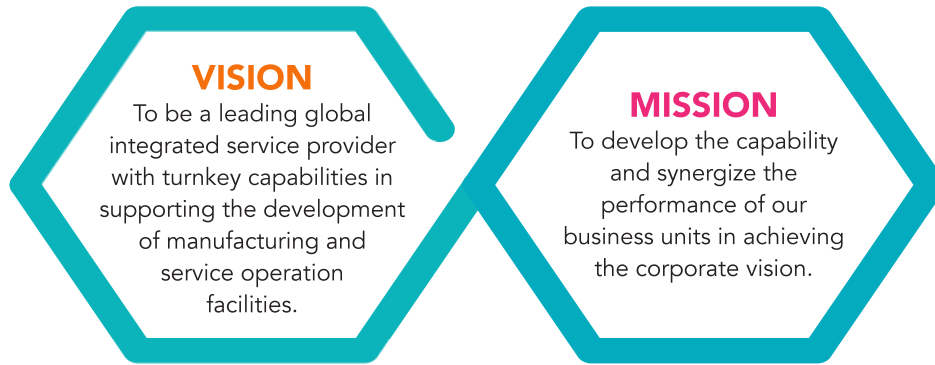 VISION
To be a leading global
integrated service provider
with turnkey capabilities in
supporting the development
of manufacturing and
service operation
facilities.
MISSION
To develop the capability
and synergize the
performance of our
business units in achieving
the corporate vision.